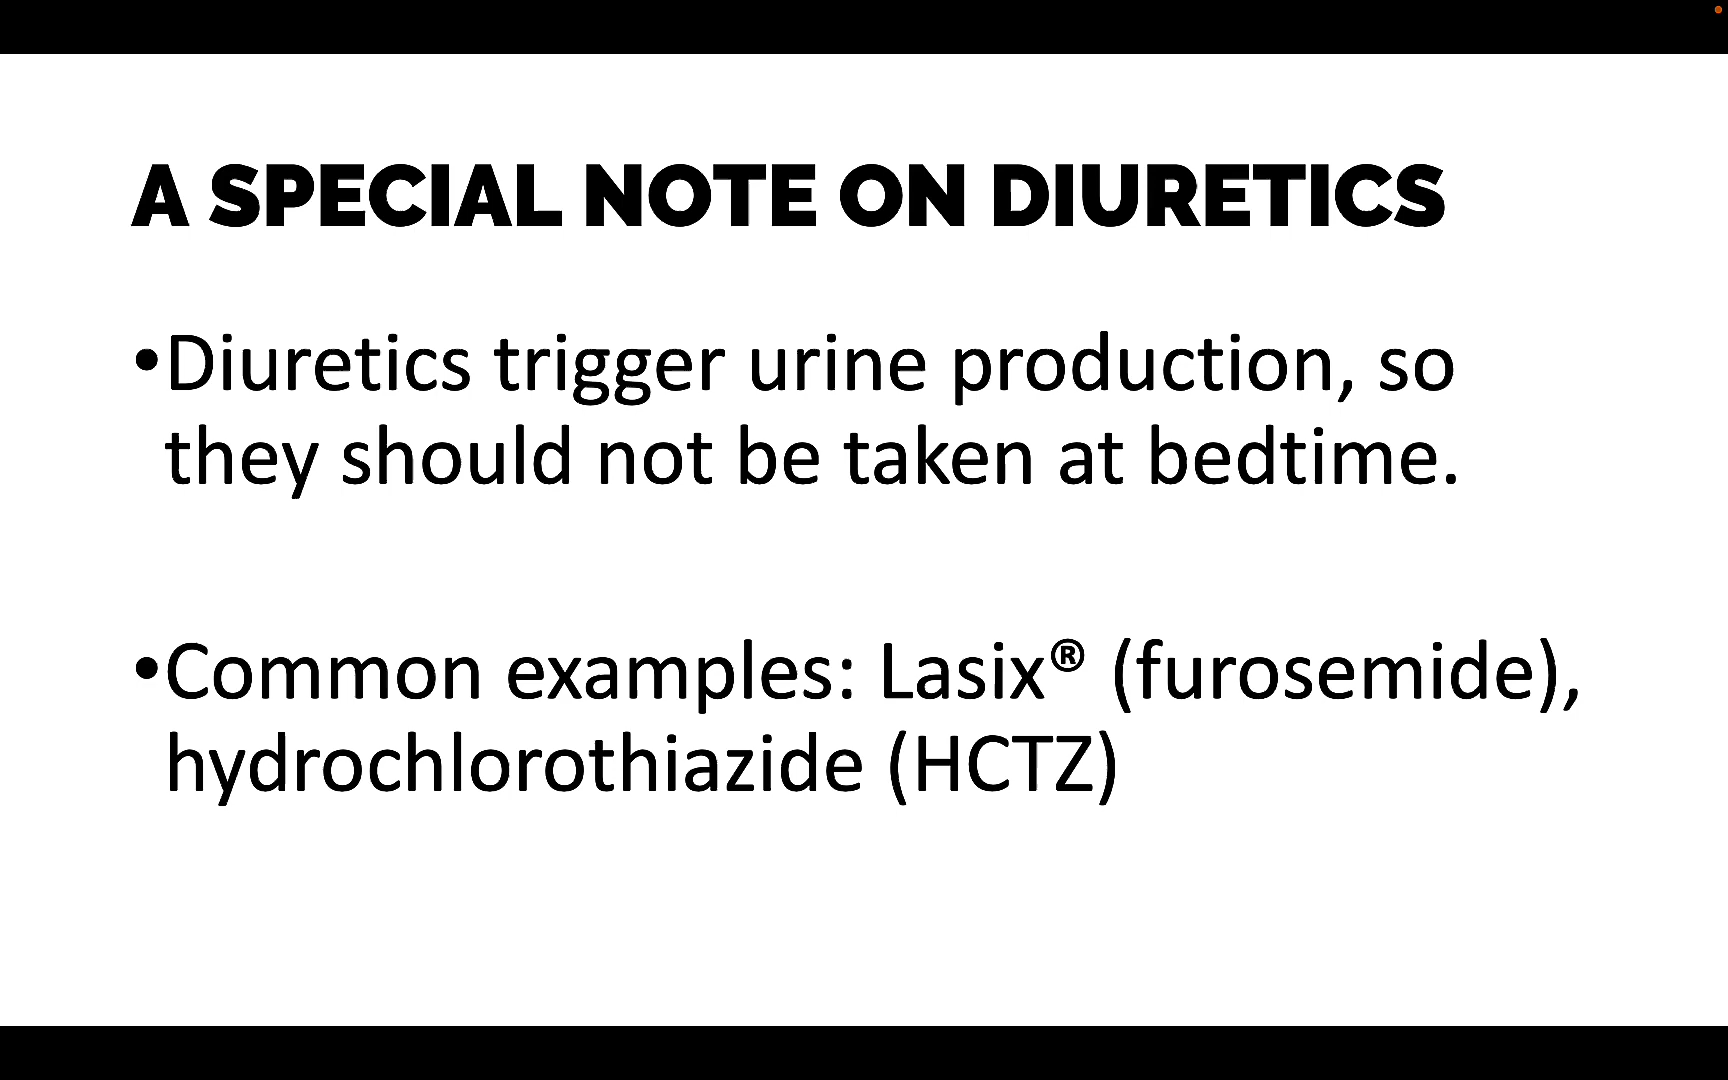 A SPECIAL NOTE ON DIURETICS
•Diuretics trigger urine production, so
they should not be taken at bedtime.
•Common examples: Lasix® (furosemide),
hydrochlorothiazide (HCTZ)